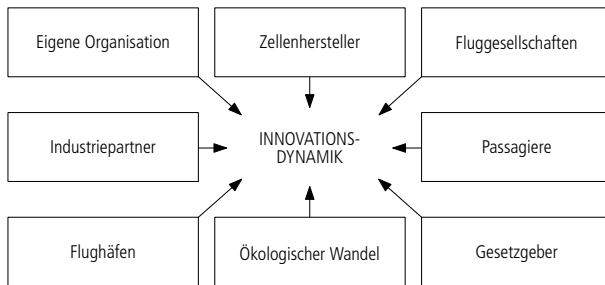 Eigene Organisation
Zellenhersteller
Fluggesellschaften
Industriepartner
INNOVATIONS-
DYNAMIK
Passagiere
Flughäfen
Ökologischer Wandel
Gesetzgeber